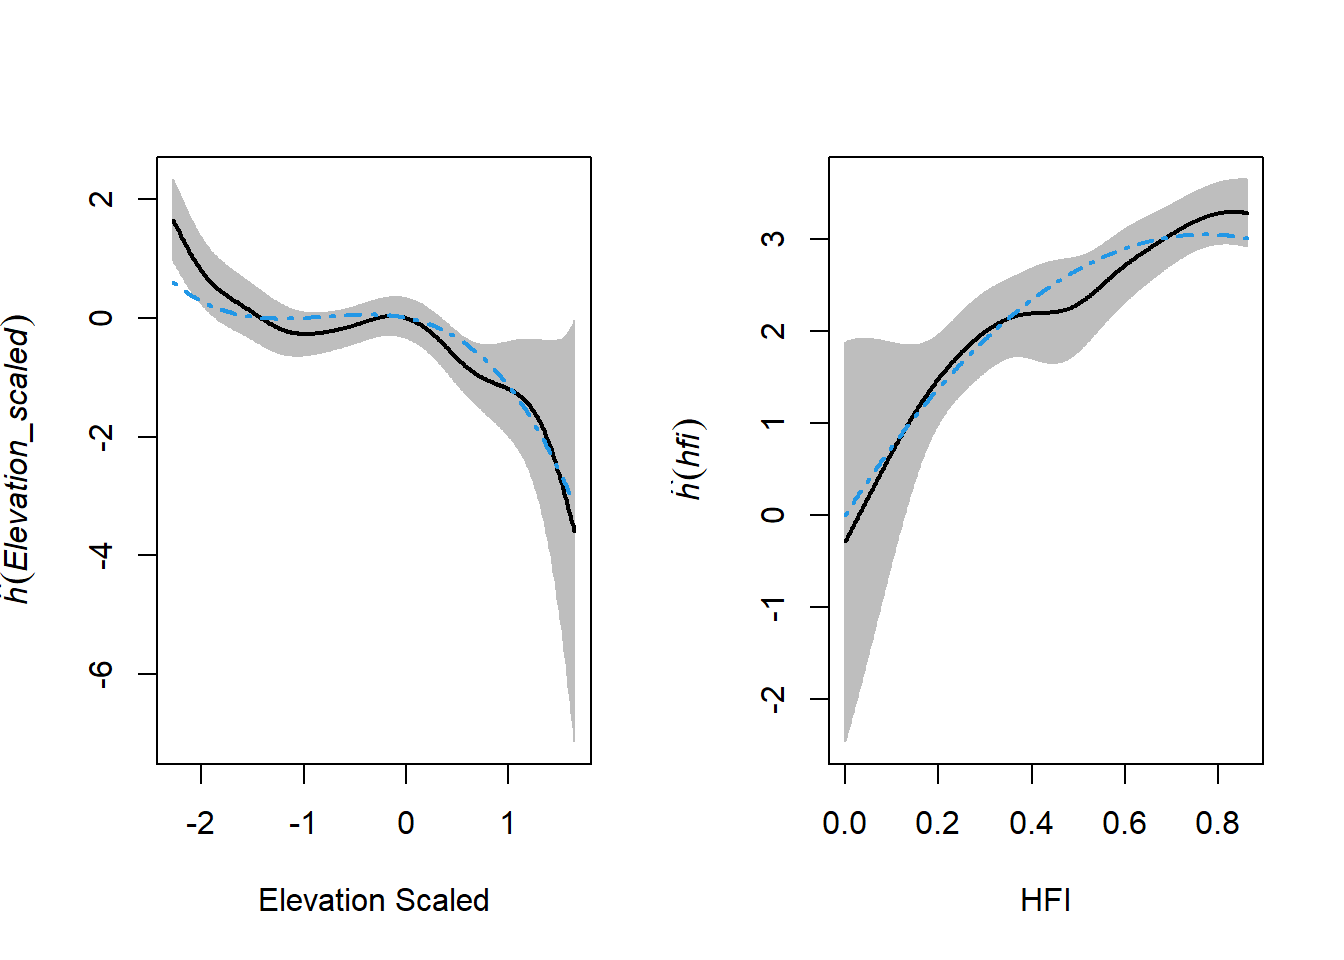 ḧ(Elevation_scaled)
2
0
-2
-4
-6
-2 -1 0 1
Elevation Scaled
ḧ(hfi)
3
2
1
0
-1
-2
0.0 0.2 0.4 0.6 0.8
HFI